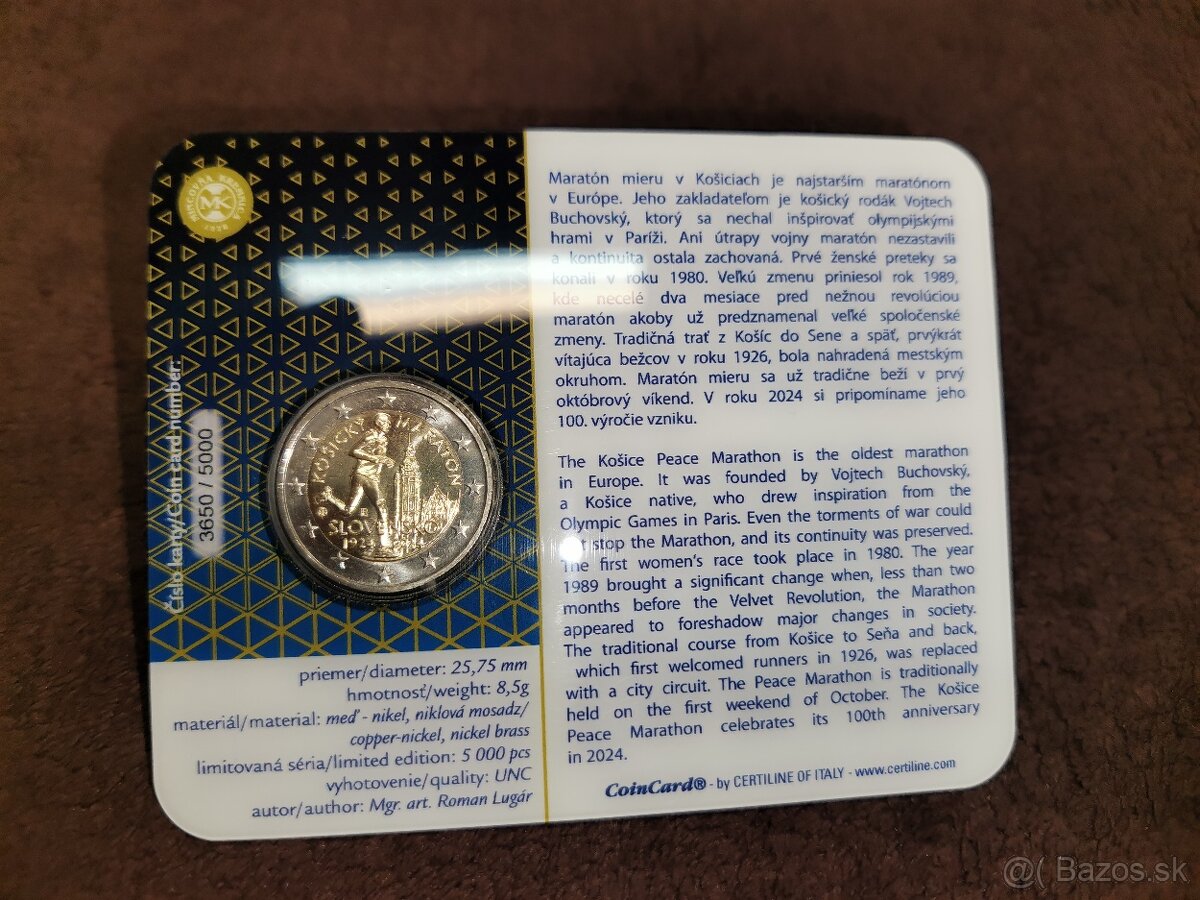 MINCOVŇA KREMNICA
MK
Číslo karty/Coin card number:
3650 / 5000
KOŠICKÝ MARATÓN
SLOVENSKO
priemer/diameter: 25,75 mm
hmotnosť/weight: 8,5g
materiál/material: meď - nikel, niklová mosadz/
copper-nickel, nickel brass
limitovaná séria/limited edition: 5 000 pcs
vyhotovenie/quality: UNC
autor/author: Mgr. art. Roman Lugár
Maratón mieru v Košiciach je najstarším maratónom
v Európe. Jeho zakladateľom je košický rodák Vojtech
Buchovský, ktorý sa nechal inšpirovať olympijskými
hrami v Paríži. Ani útrapy vojny maratón nezastavili
a kontinuita ostala zachovaná. Prvé ženské preteky sa
konali v roku 1980. Veľkú zmenu priniesol rok 1989,
kde necelé dva mesiace pred nežnou revolúciou
maratón akoby už predznamenal veľké spoločenské
zmeny. Tradičná trať z Košíc do Sene a späť, prvýkrát
vítajúca bežcov v roku 1926, bola nahradená mestským
okruhom. Maratón mieru sa už tradične beží v prvý
októbrový víkend. V roku 2024 si pripomíname jeho
100. výročie vzniku.
The Košice Peace Marathon is the oldest marathon
in Europe. It was founded by Vojtech Buchovský,
a Košice native, who drew inspiration from the
Olympic Games in Paris. Even the torments of war could
stop the Marathon, and its continuity was preserved.
The first women's race took place in 1980. The year
1989 brought a significant change when, less than two
months before the Velvet Revolution, the Marathon
appeared to foreshadow major changes in society.
The traditional course from Košice to Seňa and back,
which first welcomed runners in 1926, was replaced
with a city circuit. The Peace Marathon is traditionally
held on the first weekend of October. The Košice
Peace Marathon celebrates its 100th anniversary
in 2024.
CoinCard® - by CERTILINE OF ITALY - www.certiline.com
@( Bazos.sk